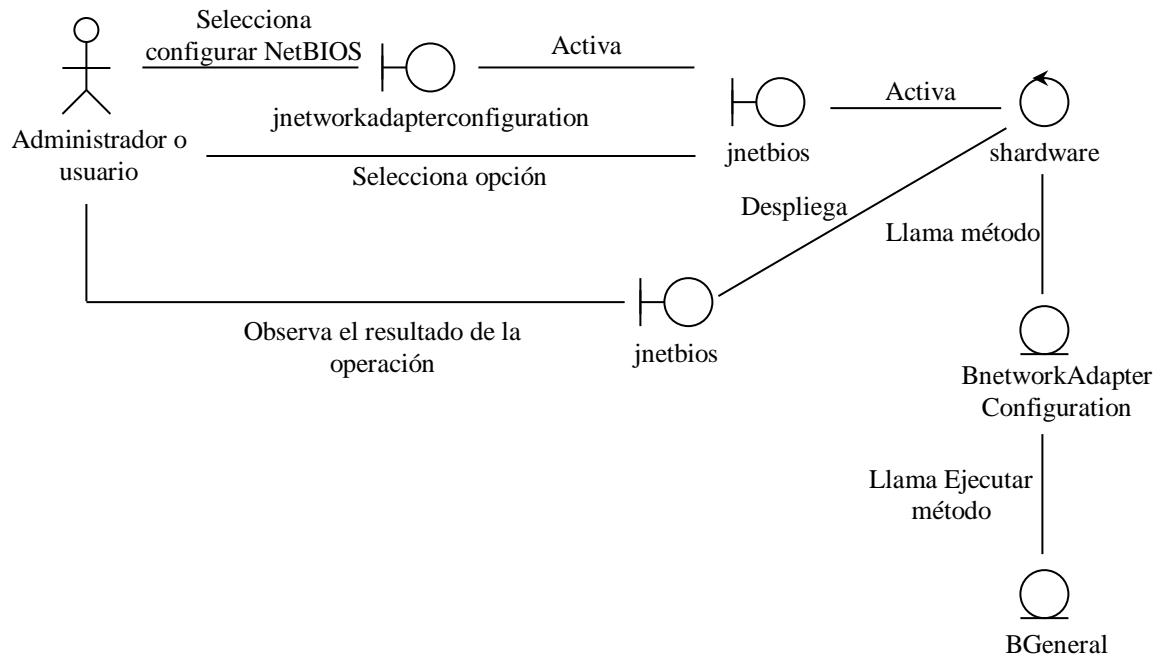 Selecciona
configurar NetBIOS
Activa
jnetworkadapterconfiguration
Activa
Administrador o
usuario
jnetbios
shardware
Selecciona opción
Despliega
Llama método
Observa el resultado de la
operación
jnetbios
BnetworkAdapter
Configuration
Llama Ejecutar
método
BGeneral